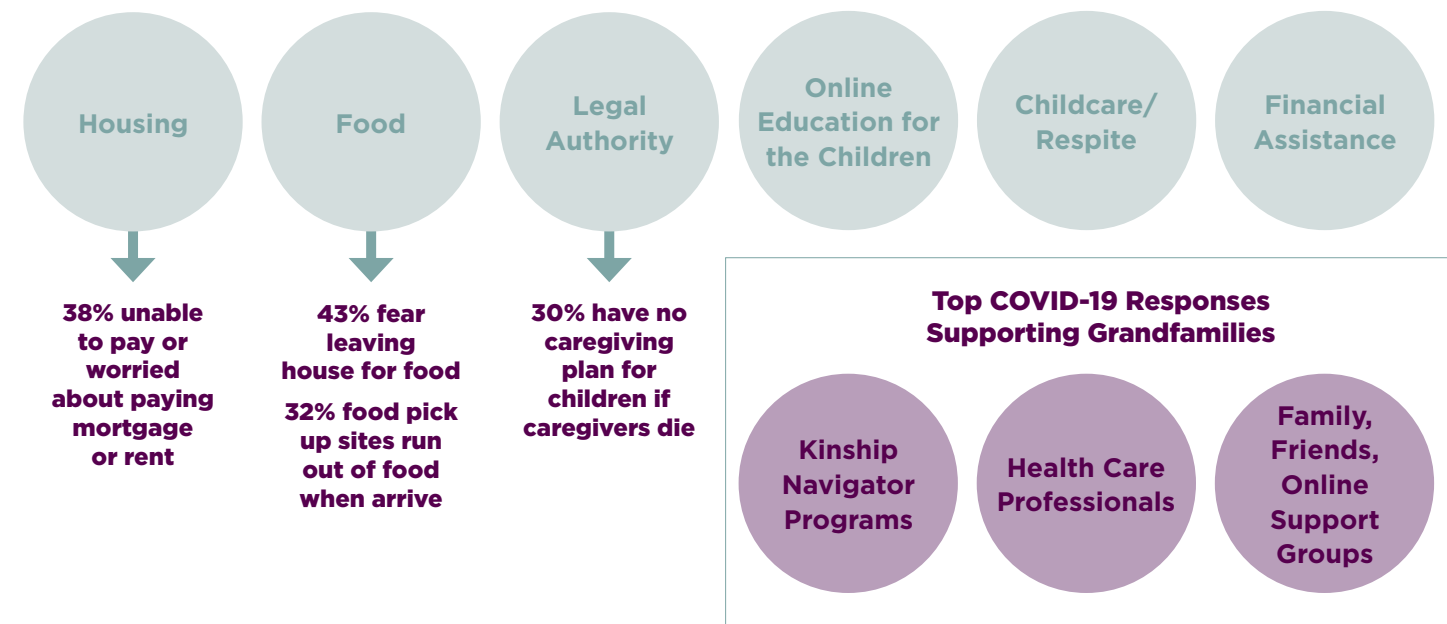 Housing
Food
Legal
Authority
Online
Education for
the Children
Childcare/
Respite
Financial
Assistance
38% unable
to pay or
worried
about paying
mortgage
or rent
43% fear
leaving
house for food
32% food pick
up sites run
out of food
when arrive
30% have no
caregiving
plan for
children if
caregivers die
Top COVID-19 Responses
Supporting Grandfamilies
Kinship
Navigator
Programs
Health Care
Professionals
Family,
Friends,
Online
Support
Groups